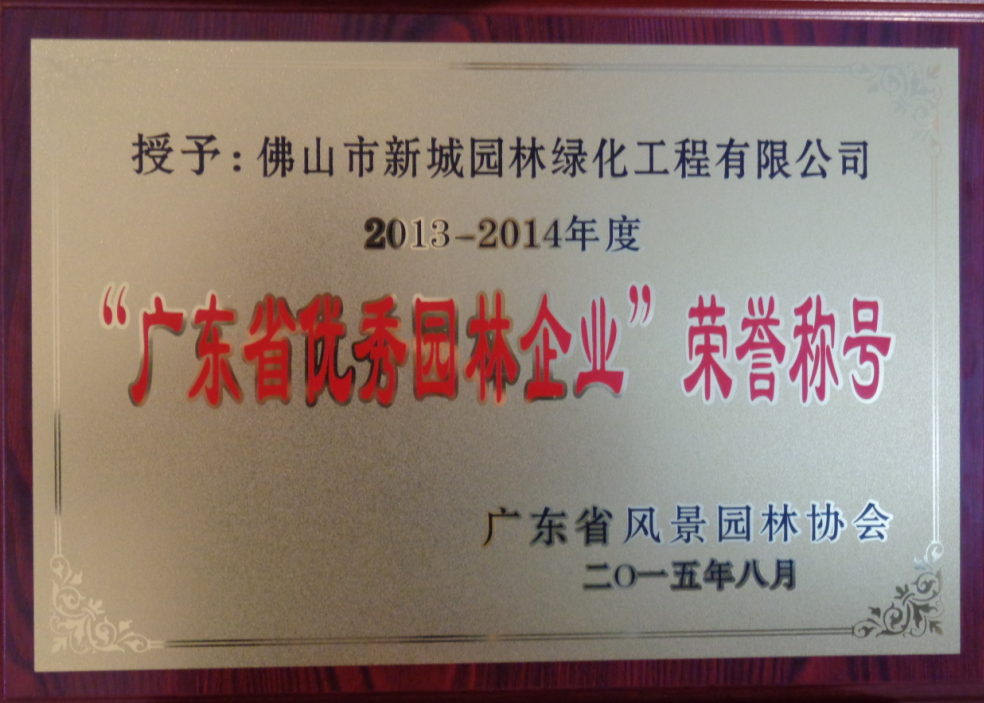 授予：佛山市新城园林绿化工程有限公司
2013-2014年度
“广东省优秀园林企业”荣誉称号
广东省风景园林协会
二〇一五年八月